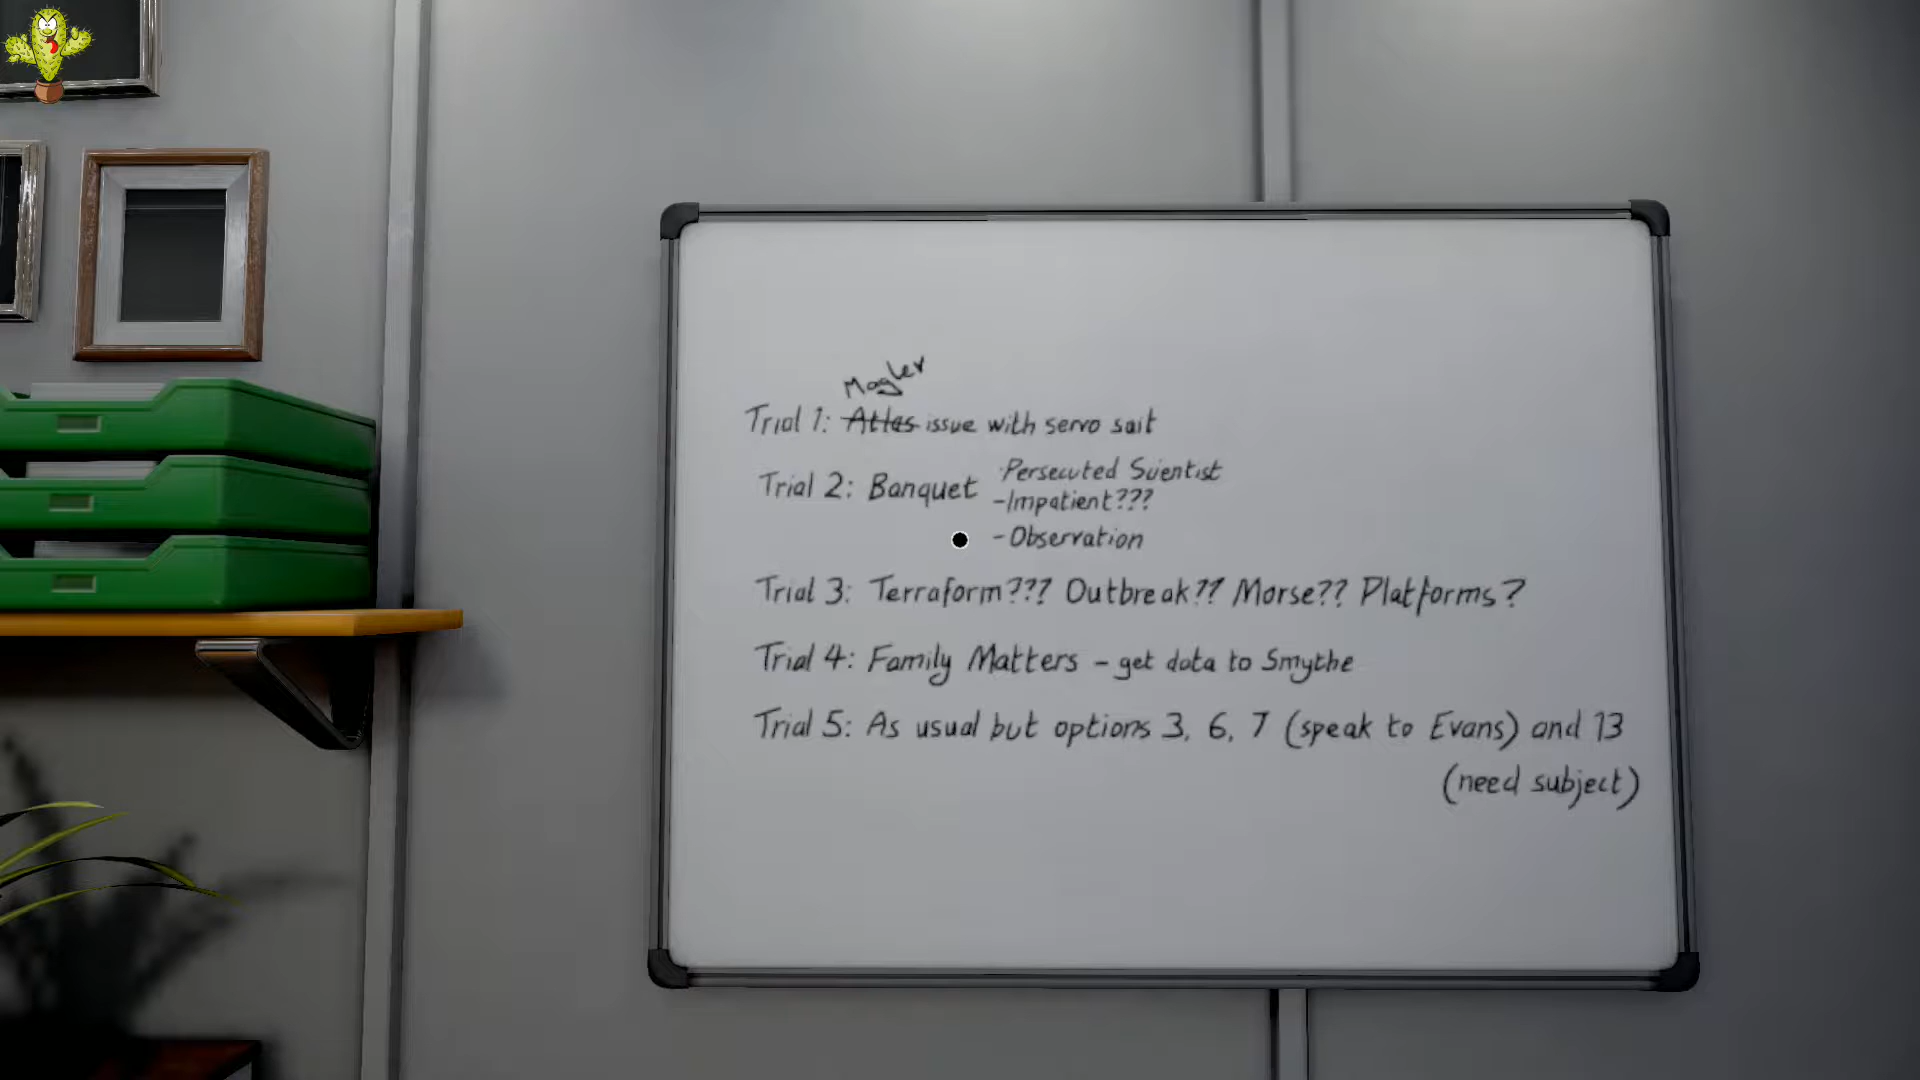 Magler
Trial 1: Atlas issue with servo sait
Trial 2: Banquet
·Persecuted Scientist
-Impatient???
-Observation
Trial 3: Terraform??? Outbreak?? Morse?? Platforms?
Trial 4: Family Matters - get data to Smythe
Trial 5: As usual but options 3, 6, 7 (speak to Evans) and 13
(need subject)